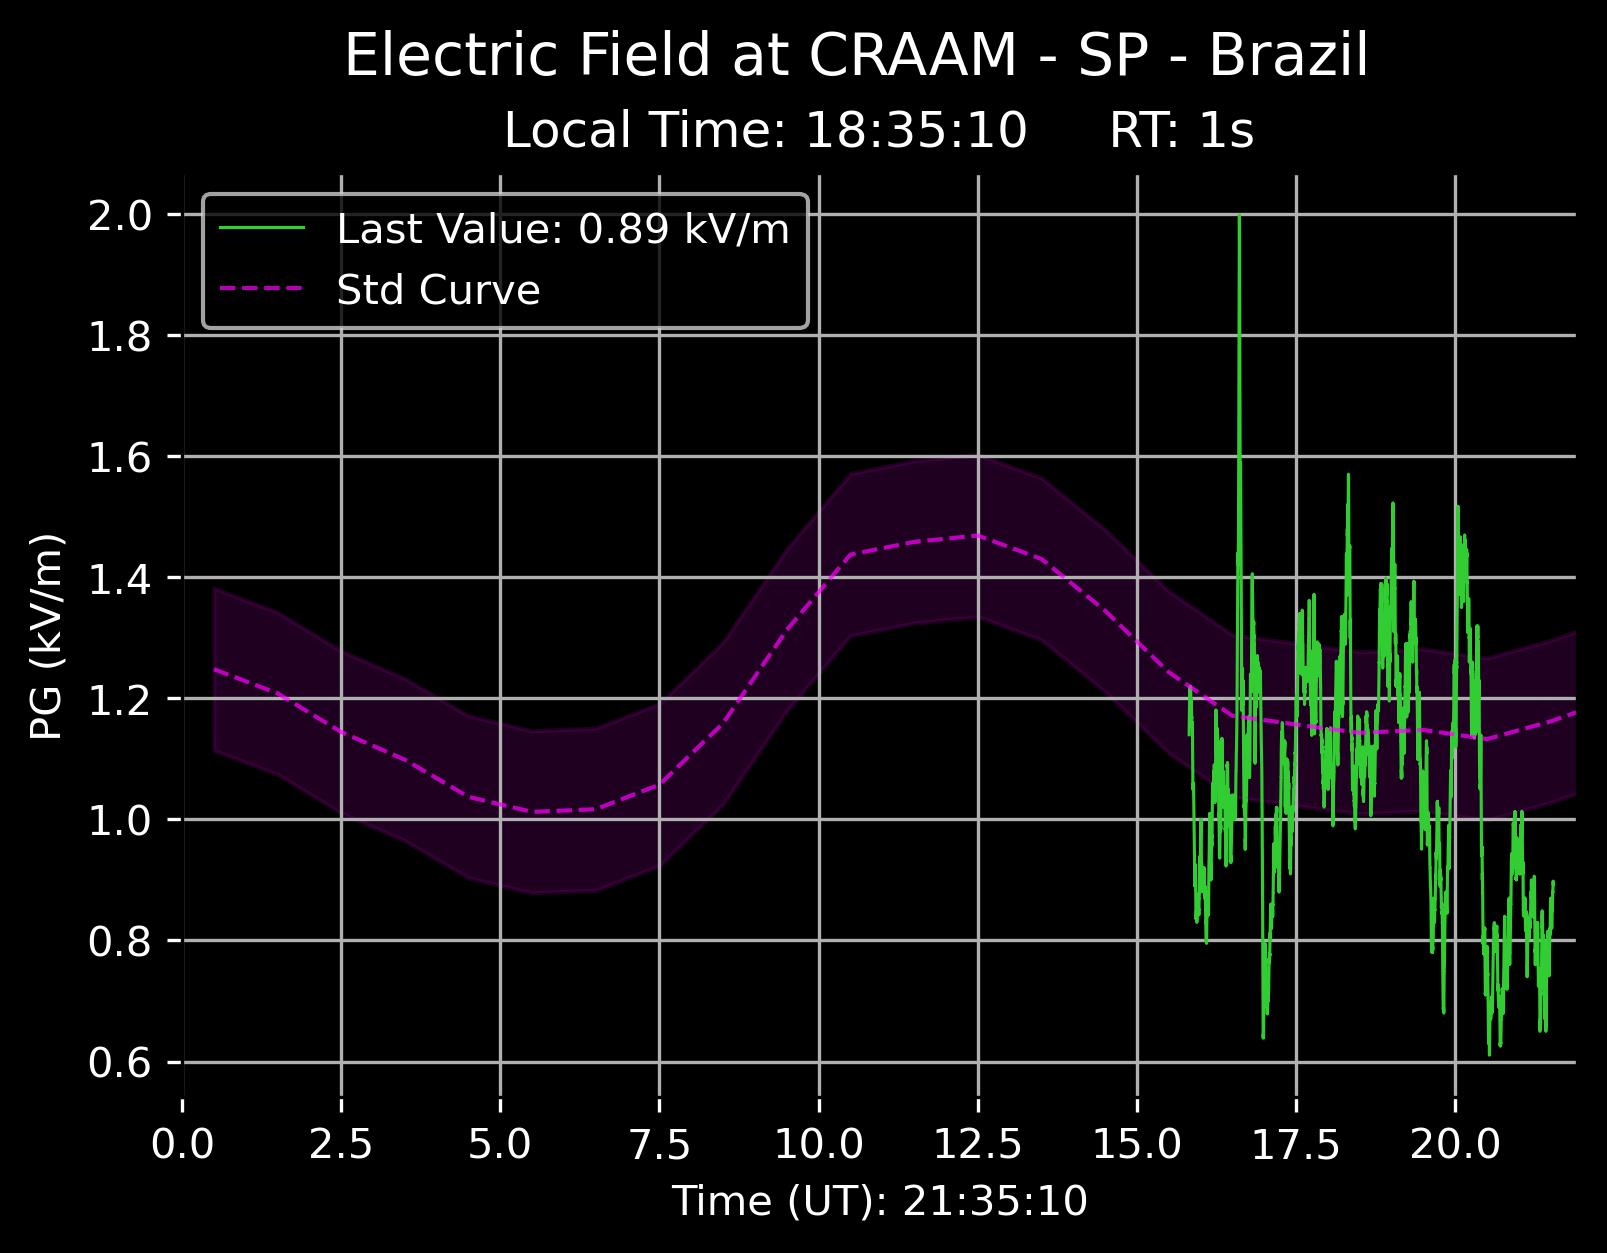 Electric Field at CRAAM - SP - Brazil
Local Time: 18:35:10 RT: 1s
Last Value: 0.89 kV/m
Std Curve
PG (kV/m)
2.0
1.8
1.6
1.4
1.2
1.0
0.8
0.6
0.0 2.5 5.0 7.5 10.0 12.5 15.0 17.5 20.0
Time (UT): 21:35:10